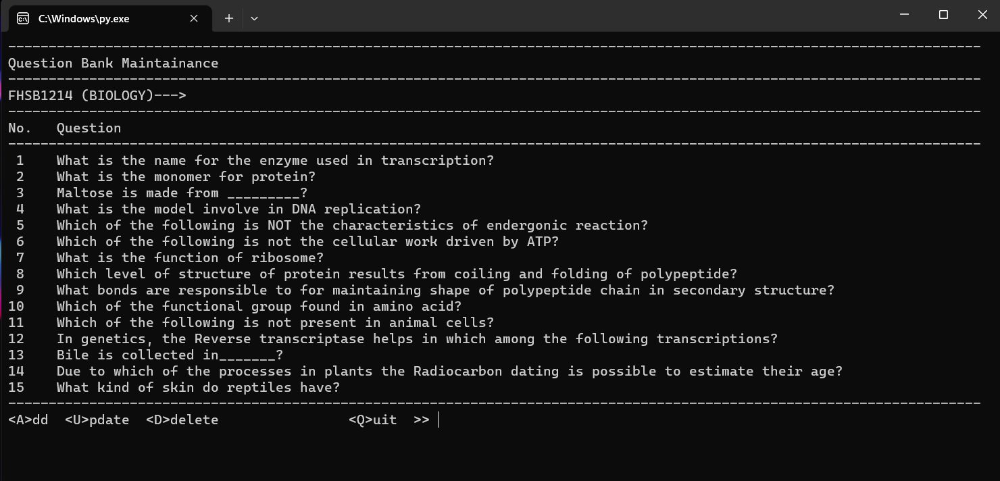 C:\Windows\py.exe
------------------------------------------------------------------------------------------------------------------------
Question Bank Maintainance
------------------------------------------------------------------------------------------------------------------------
FHSB1214 (BIOLOGY)--->
------------------------------------------------------------------------------------------------------------------------
No.   Question
------------------------------------------------------------------------------------------------------------------------
 1    What is the name for the enzyme used in transcription?
 2    What is the monomer for protein?
 3    Maltose is made from _________?
 4    What is the model involve in DNA replication?
 5    Which of the following is NOT the characteristics of endergonic reaction?
 6    Which of the following is not the cellular work driven by ATP?
 7    What is the function of ribosome?
 8    Which level of structure of protein results from coiling and folding of polypeptide?
 9    What bonds are responsible to for maintaining shape of polypeptide chain in secondary structure?
10    Which of the functional group found in amino acid?
11    Which of the following is not present in animal cells?
12    In genetics, the Reverse transcriptase helps in which among the following transcriptions?
13    Bile is collected in_______?
14    Due to which of the processes in plants the Radiocarbon dating is possible to estimate their age?
15    What kind of skin do reptiles have?
------------------------------------------------------------------------------------------------------------------------
<A>dd  <U>pdate  <D>delete                <Q>uit  >>